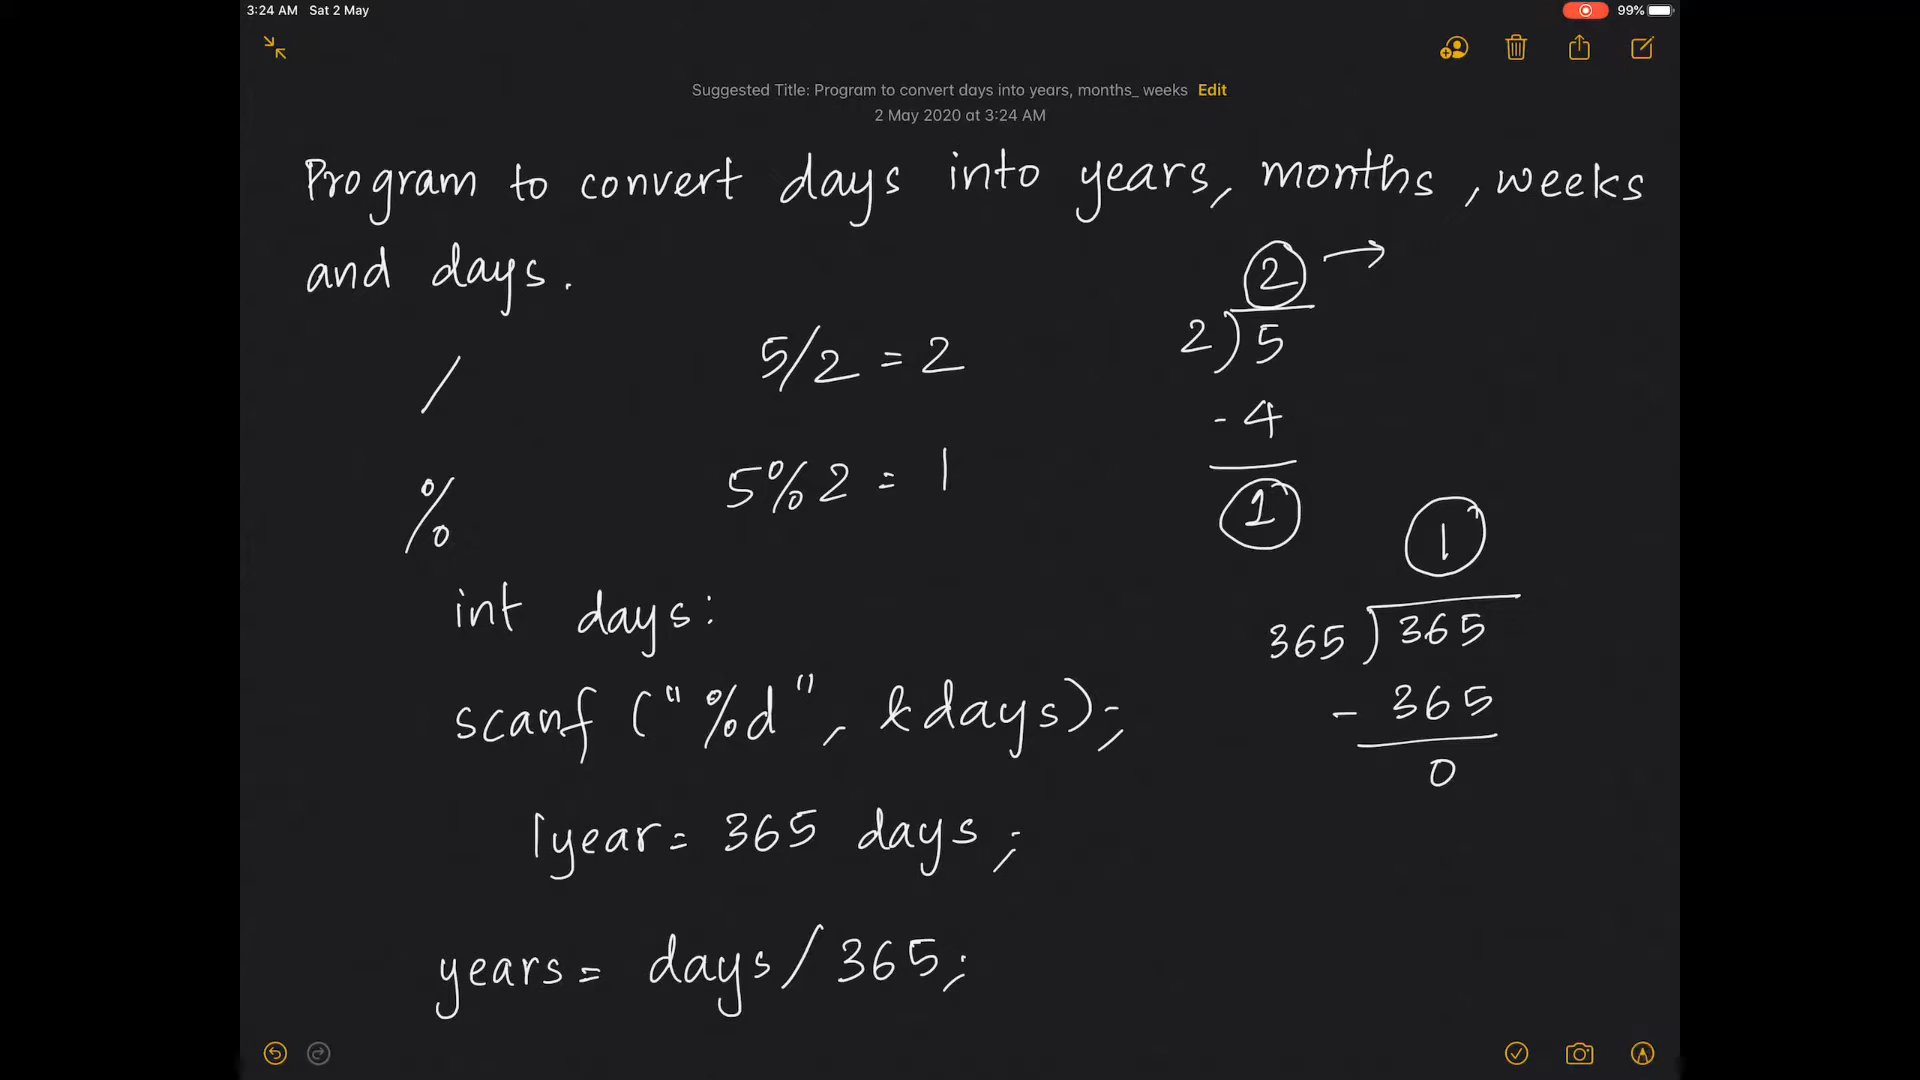 3:24 AM Sat 2 May
99%
Suggested Title: Program to convert days into years, months_ weeks Edit
2 May 2020 at 3:24 AM
Program to convert days into years, months, weeks
and days.
2
2 ) 5
- 4
1
/ 5/2 = 2
% 5%2 = 1
1
365 ) 365
- 365
0
int days:
scanf ("%d", &days);
1year = 365 days;
years = days/365;